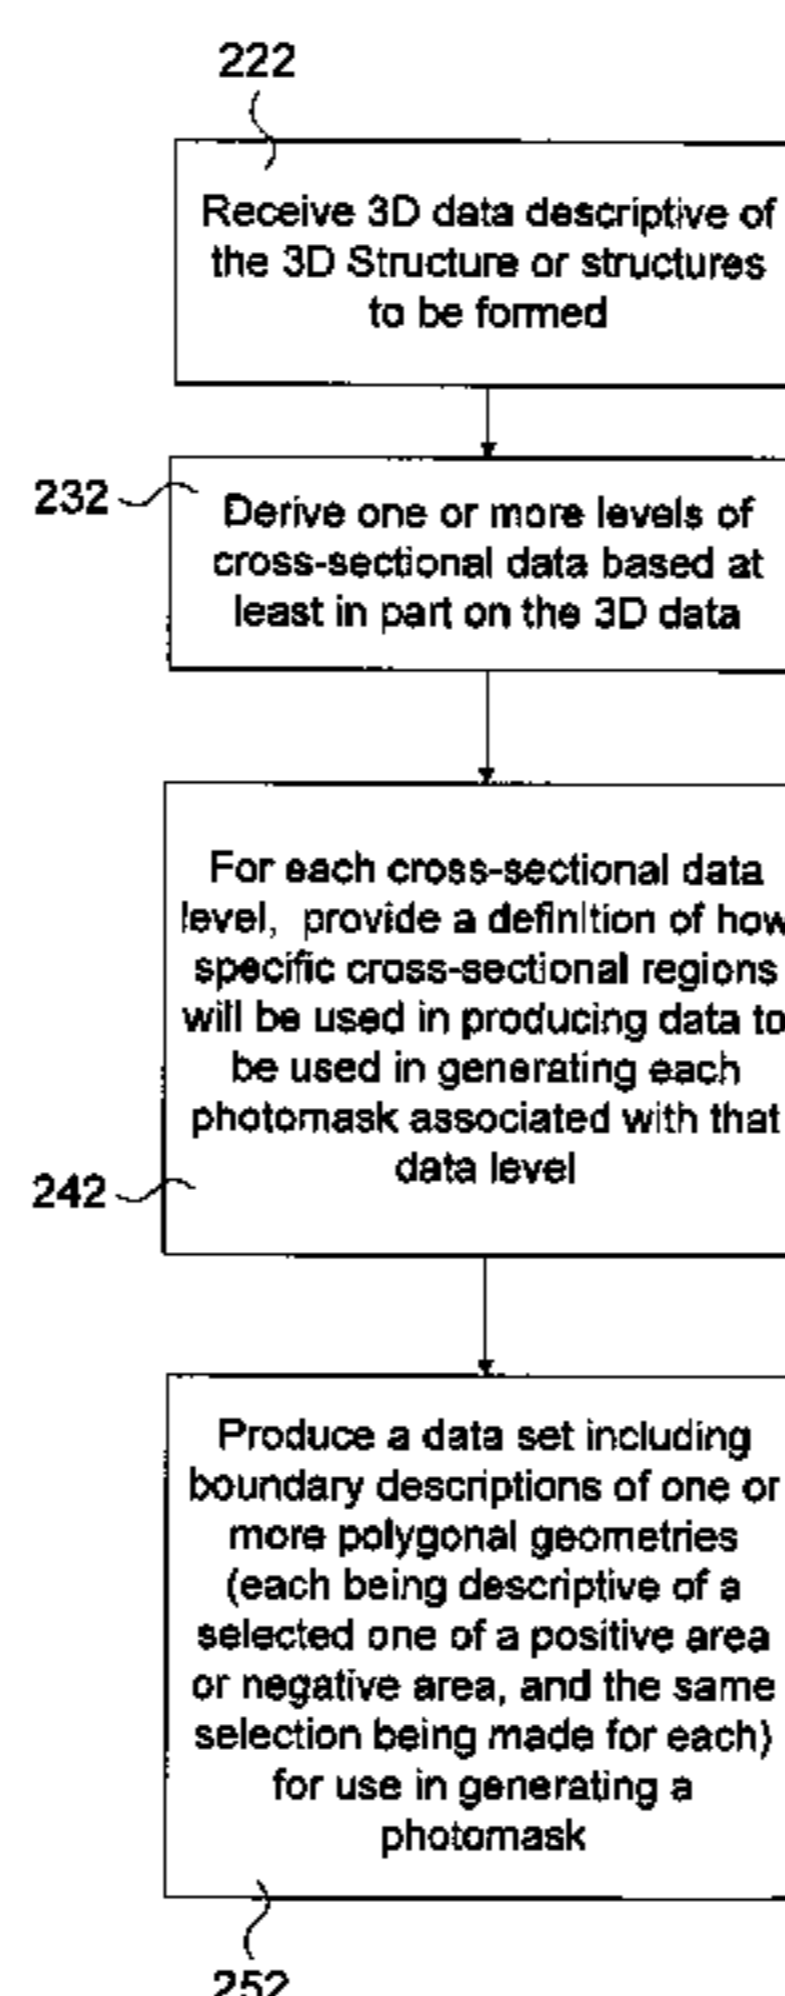 222
Receive 3D data descriptive of
the 3D Structure or structures
to be formed
232
Derive one or more levels of
cross-sectional data based at
least in part on the 3D data
For each cross-sectional data
level, provide a definition of how
specific cross-sectional regions
will be used in producing data to
be used in generating each
photomask associated with that
data level
242
Produce a data set including
boundary descriptions of one or
more polygonal geometries
(each being descriptive of a
selected one of a positive area
or negative area, and the same
selection being made for each)
for use in generating a
photomask
252